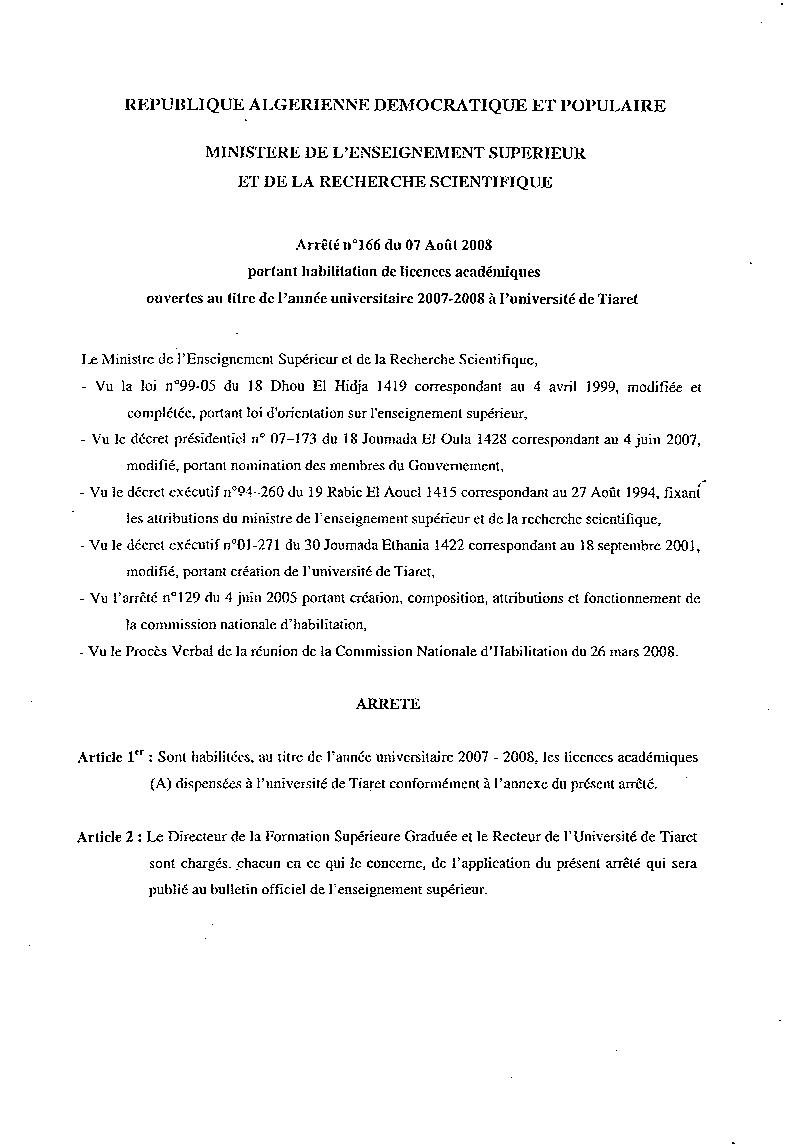 REPUBLIQUE ALGERIENNE DEMOCRATIQUE ET POPULAIRE
MINISTERE DE L'ENSEIGNEMENT SUPERIEUR
ET DE LA RECHERCHE SCIENTIFIQUE
Arrêté n°166 du 07 Août 2008
portant habilitation de licences académiques
ouvertes au titre de l'année universitaire 2007-2008 à l'université de Tiaret
Le Ministre de l'Enseignement Supérieur et de la Recherche Scientifique,
- Vu la loi n°99-05 du 18 Dhou El Hidja 1419 correspondant au 4 avril 1999, modifiée et
complétée, portant loi d'orientation sur l'enseignement supérieur,
- Vu le décret présidentiel n° 07-173 du 18 Joumada El Oula 1428 correspondant au 4 juin 2007,
modifié, portant nomination des membres du Gouvernement,
- Vu le décret exécutif n°94-260 du 19 Rabie El Aouel 1415 correspondant au 27 Août 1994, fixant
les attributions du ministre de l'enseignement supérieur et de la recherche scientifique,
- Vu le décret exécutif n°01-271 du 30 Joumada Ethania 1422 correspondant au 18 septembre 2001,
modifié, portant création de l'université de Tiaret,
- Vu l'arrêté n°129 du 4 juin 2005 portant création, composition, attributions et fonctionnement de
la commission nationale d'habilitation,
- Vu le Procès Verbal de la réunion de la Commission Nationale d'Habilitation du 26 mars 2008.
ARRETE
Article 1er : Sont habilitées, au titre de l'année universitaire 2007 - 2008, les licences académiques
(A) dispensées à l'université de Tiaret conformément à l'annexe du présent arrêté.
Article 2 : Le Directeur de la Formation Supérieure Graduée et le Recteur de l'Université de Tiaret
sont chargés, chacun en ce qui le concerne, de l'application du présent arrêté qui sera
publié au bulletin officiel de l'enseignement supérieur.